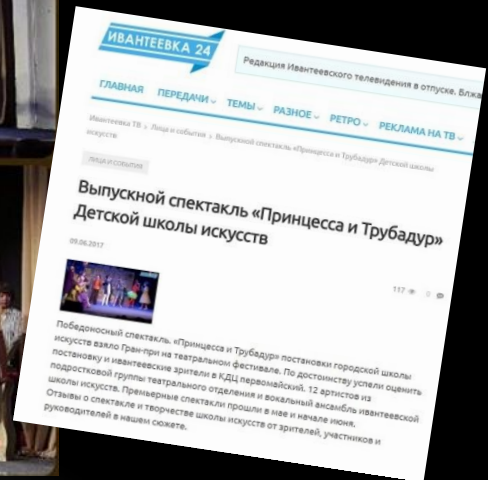 ИВАНТЕЕВКА 24
Редакция Ивантеевского телевидения в отпуске.
ГЛАВНАЯ ПЕРЕДАЧИ ТЕМЫ РАЗНОЕ РЕТРО РЕКЛАМА НА ТВ
Ивантеевка ТВ › Лица и события › Выпускной спектакль «Принцесса и Трубадур» Детской школы
искусств
ЛИЦА И СОБЫТИЯ
Выпускной спектакль «Принцесса и Трубадур»
Детской школы искусств
09.06.2017
117 0
Победоносный спектакль. «Принцесса и Трубадур» постановки городской школы
искусств взяло Гран-при на театральном фестивале. По достоинству успели оценить
постановку и ивантеевские зрители в КДЦ первомайский. 12 артистов из
подростковой группы театрального отделения и вокальный ансамбль ивантеевской
школы искусств. Премьерные спектакли прошли в мае и начале июня.
Отзывы о спектакле и творчестве школы искусств от зрителей, участников и
руководителей в нашем сюжете.